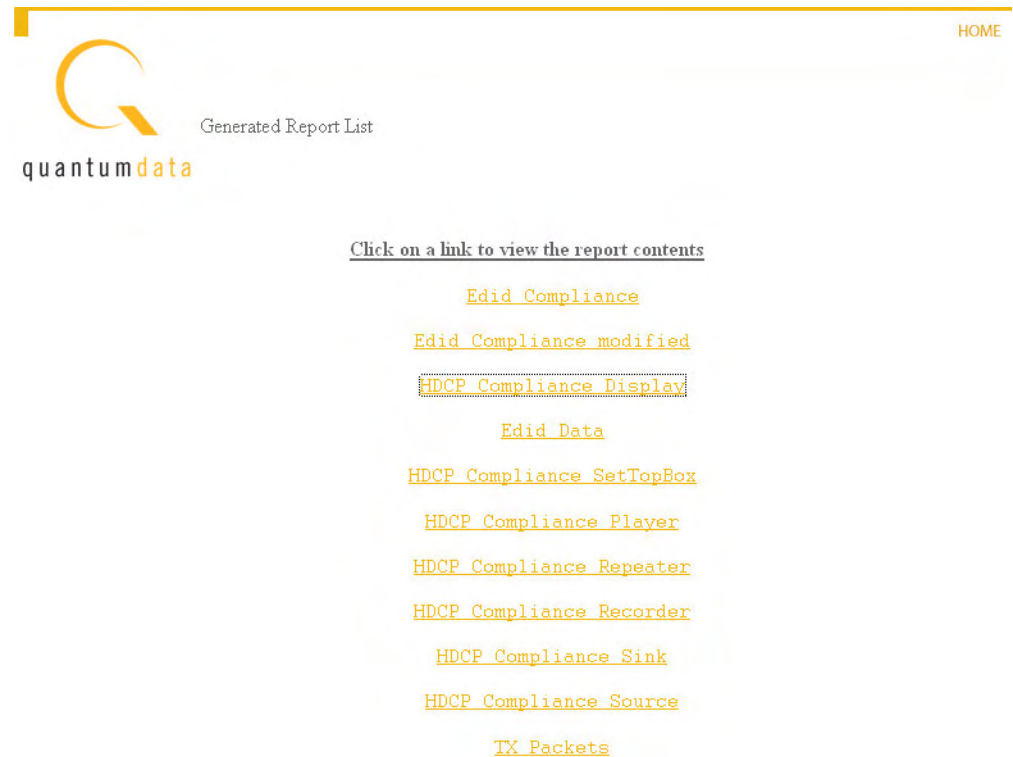 HOME
Generated Report List
quantumdata
Click on a link to view the report contents
Edid Compliance
Edid Compliance modified
HDCP Compliance Display
Edid Data
HDCP Compliance SetTopBox
HDCP Compliance Player
HDCP Compliance Repeater
HDCP Compliance Recorder
HDCP Compliance Sink
HDCP Compliance Source
TX Packets